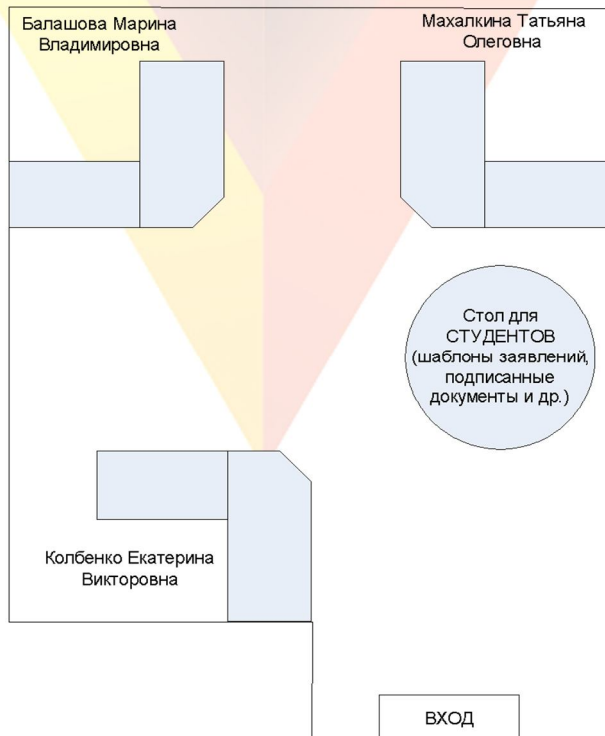 Балашова Марина
Владимировна
Махалкина Татьяна
Олеговна
Стол для
СТУДЕНТОВ
(шаблоны заявлений,
подписанные
документы и др.)
Колбенко Екатерина
Викторовна
ВХОД